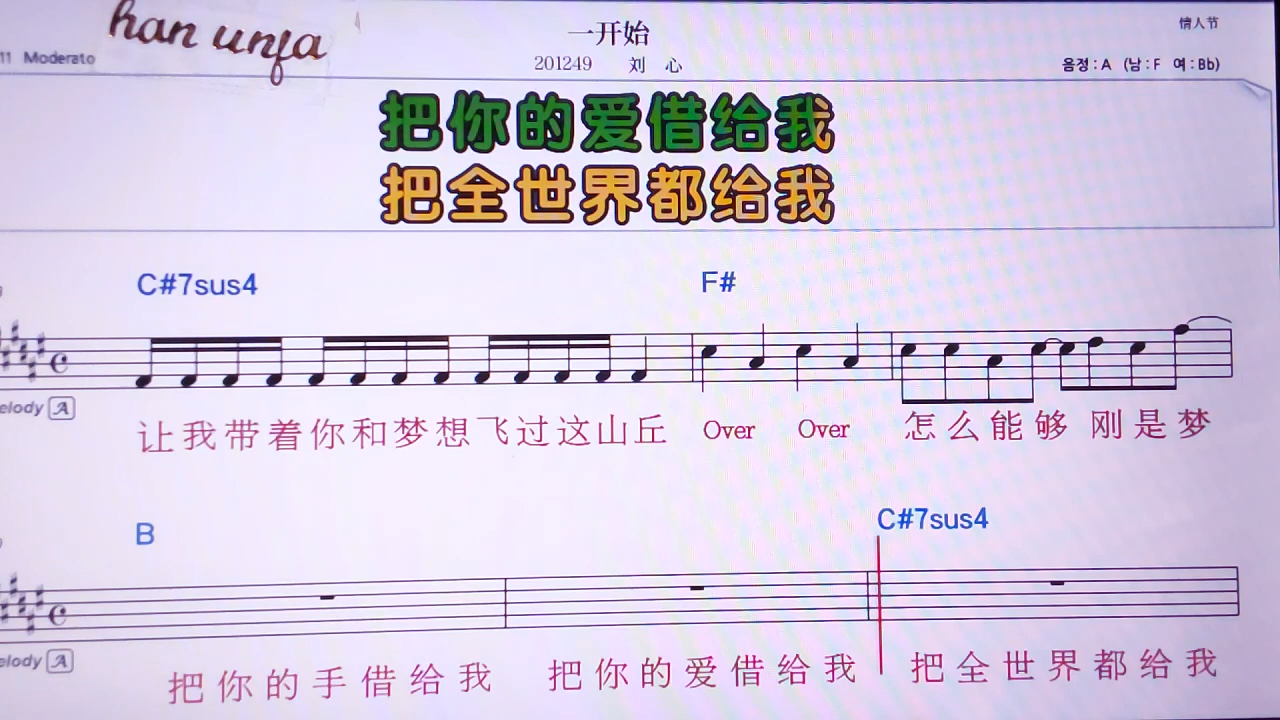 han unfa
一开始
情人节
11 Moderato
201249 刘 心
음정 : A (남 : F 여 : Bb)
把你的爱借给我
把全世界都给我
C#7sus4 F#
elody A
让我带着你和梦想飞过这山丘 Over Over 怎么能够 刚是梦
B C#7sus4
elody A
把你的手借给我 把你的爱借给我 把全世界都给我